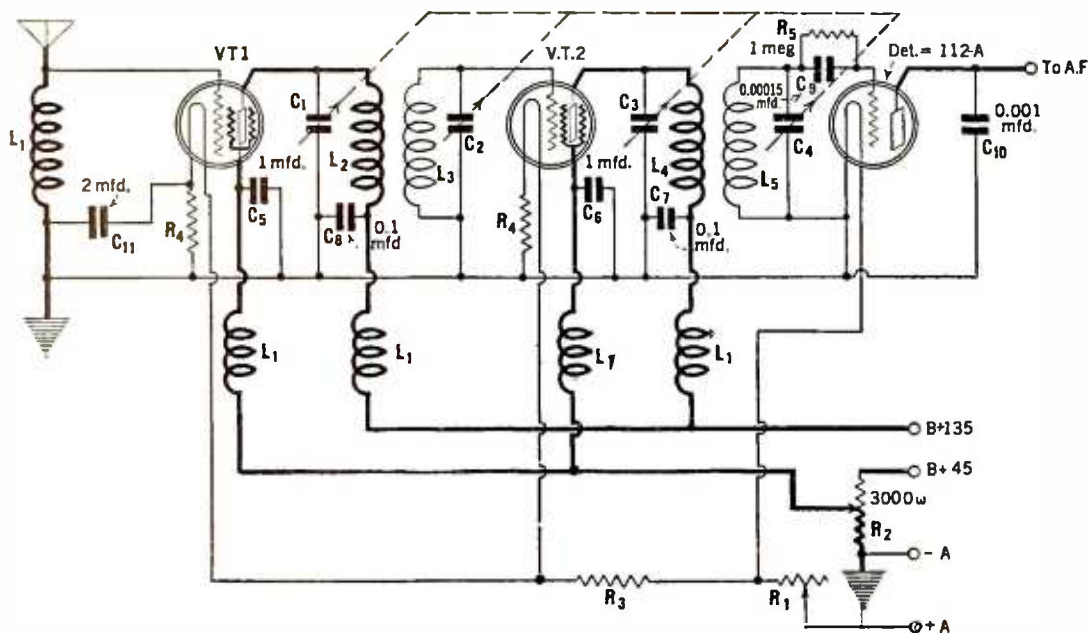 VT1
V.T.2
R5
1 meg
C9
0.00015
mfd.
Det.= 112-A
To A.F
L1
C1
L2
L3
C2
C3
L4
L5
C4
0.001
mfd.
C10
2 mfd.
C11
R4
1 mfd.
C5
C8
0.1
mfd
R4
1 mfd.
C6
C7
0.1
mfd.
L1
L1
L1
L1
B+135
B+45
3000ω
R2
- A
R3
R1
+ A